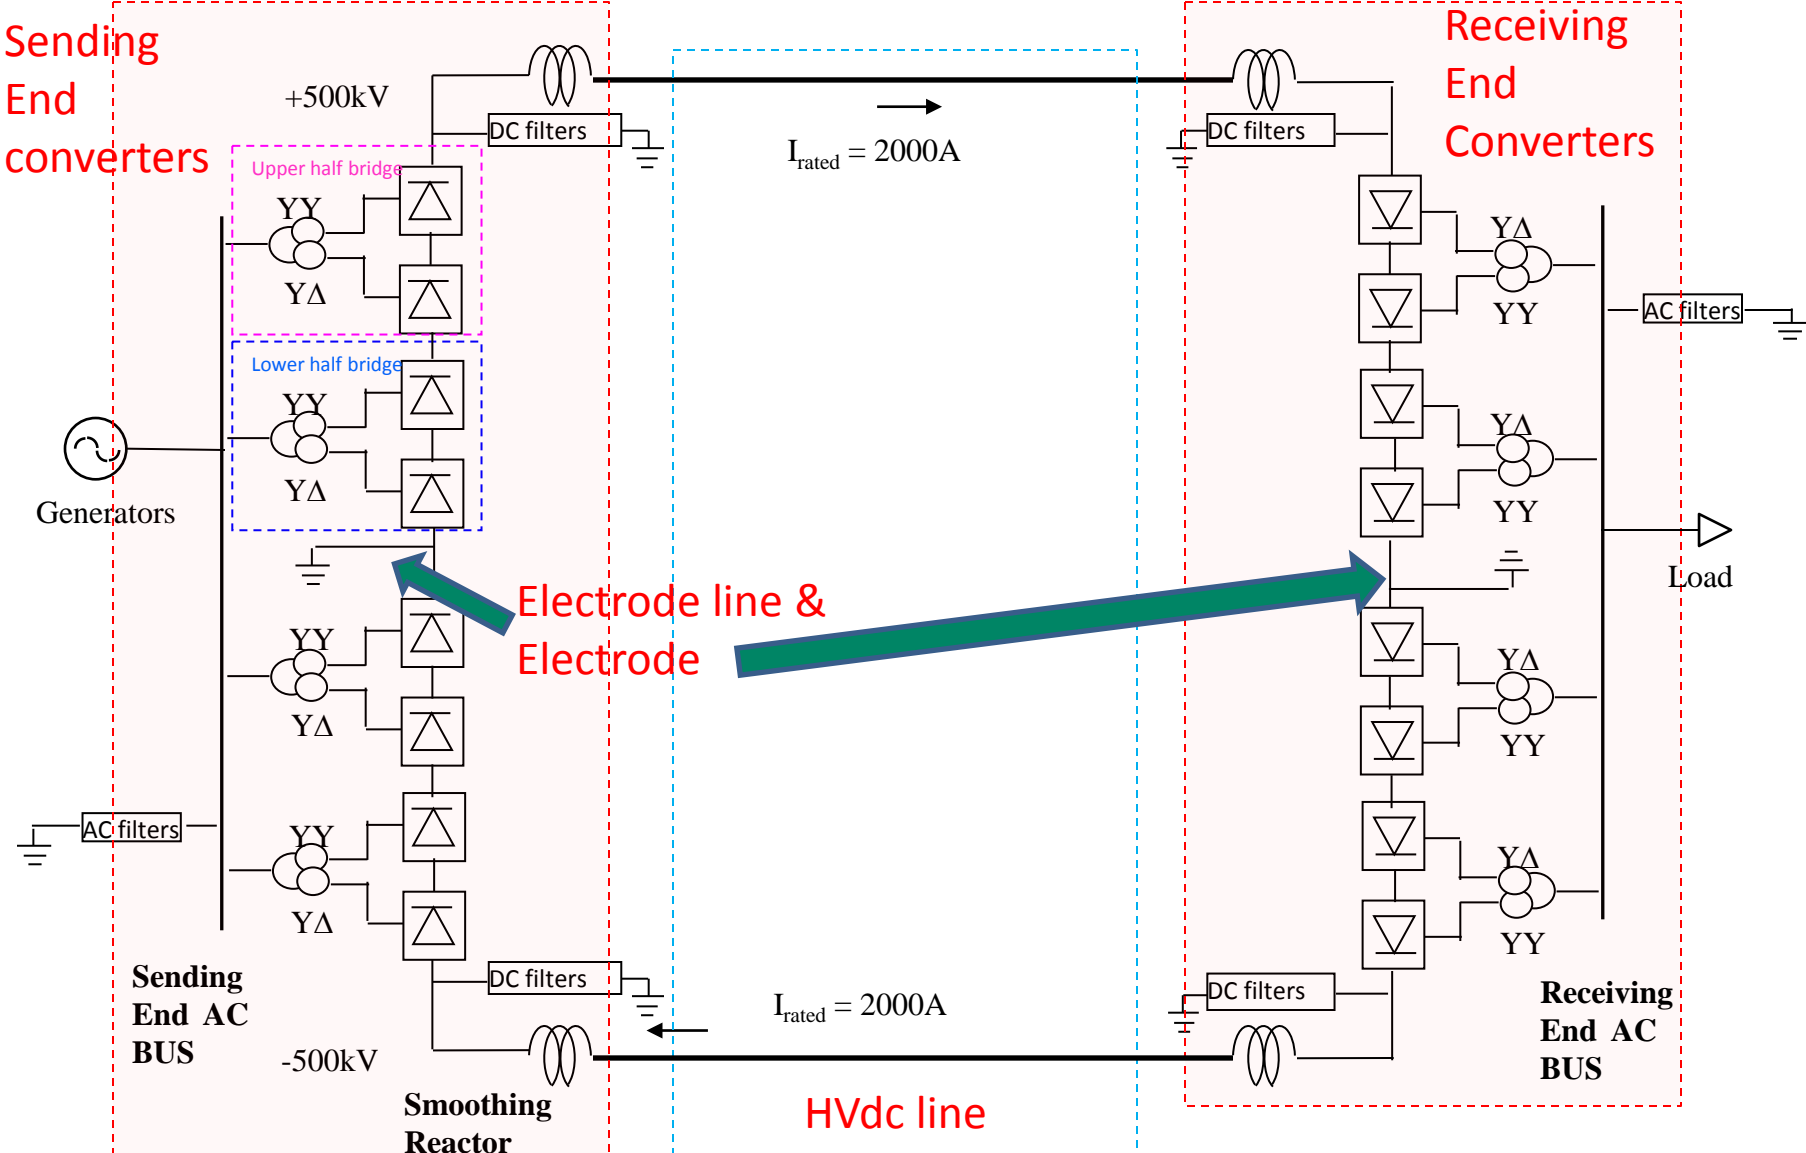 Sending
End
converters
Receiving
End
Converters
+500kV
DC filters
I_rated = 2000A
DC filters
Upper half bridge
YY
YΔ
YΔ
YY
AC filters
Lower half bridge
YY
YΔ
YΔ
YY
Generators
Load
Electrode line &
Electrode
YY
YΔ
YΔ
YY
AC filters
YY
YΔ
YΔ
YY
Sending
End AC
BUS
DC filters
I_rated = 2000A
DC filters
Receiving
End AC
BUS
-500kV
Smoothing
Reactor
HVdc line